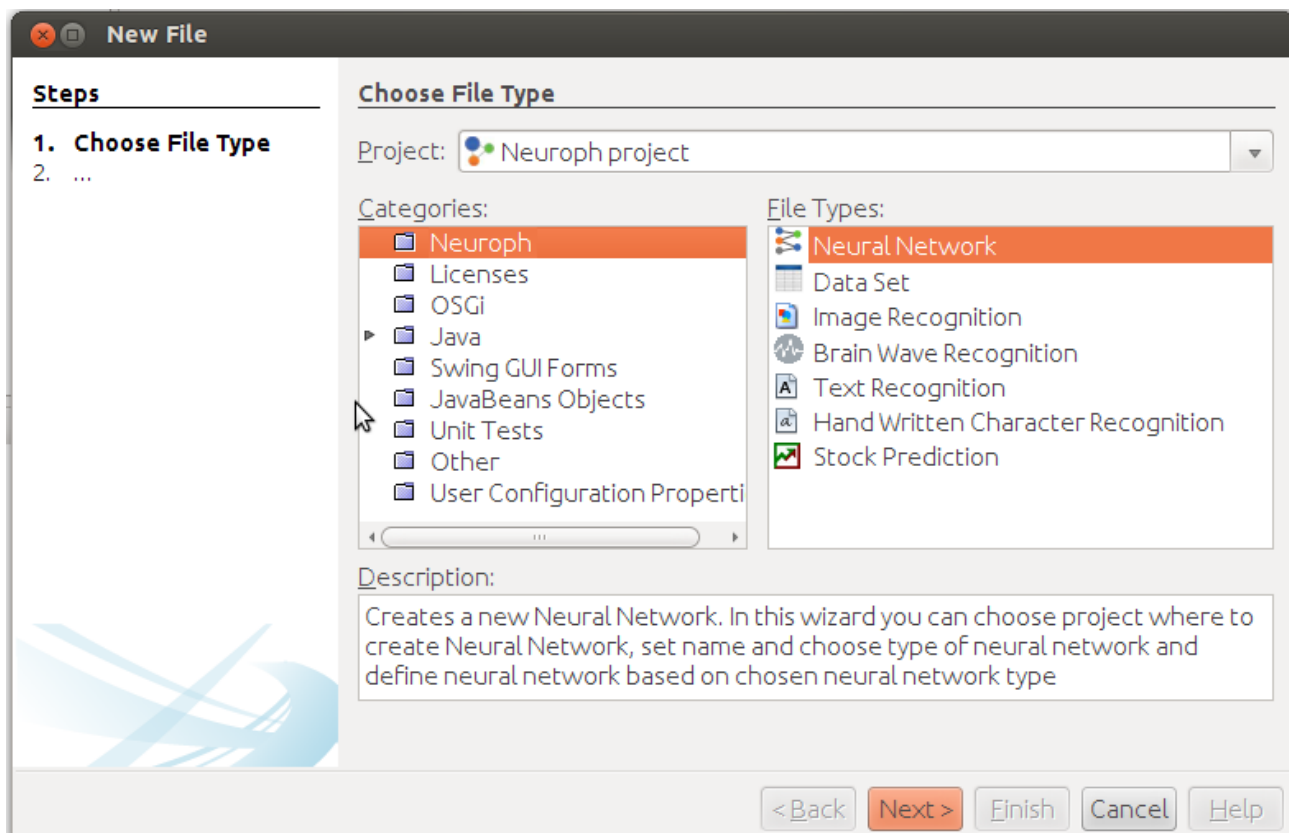 New File
Steps
1. Choose File Type
2. ...
Choose File Type
Project: Neuroph project
Categories:
Neuroph
Licenses
OSGi
Java
Swing GUI Forms
JavaBeans Objects
Unit Tests
Other
User Configuration Properti
File Types:
Neural Network
Data Set
Image Recognition
Brain Wave Recognition
Text Recognition
Hand Written Character Recognition
Stock Prediction
Description:
Creates a new Neural Network. In this wizard you can choose project where to
create Neural Network, set name and choose type of neural network and
define neural network based on chosen neural network type
< Back Next > Finish Cancel Help